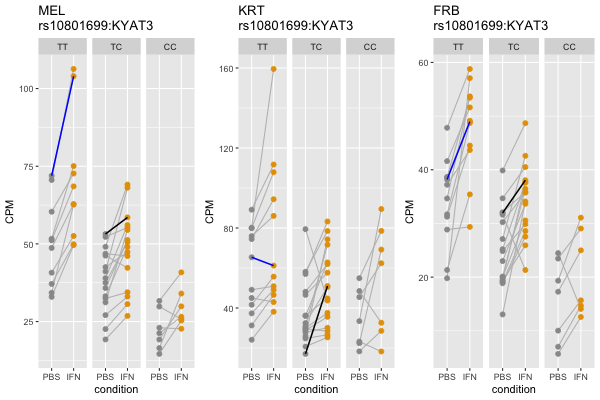 MEL
rs10801699:KYAT3
TT TC CC
CPM
100
75
50
25
PBS IFN PBS IFN PBS IFN
condition
KRT
rs10801699:KYAT3
TT TC CC
CPM
160
120
80
40
PBS IFN PBS IFN PBS IFN
condition
FRB
rs10801699:KYAT3
TT TC CC
CPM
60
40
20
PBS IFN PBS IFN PBS IFN
condition